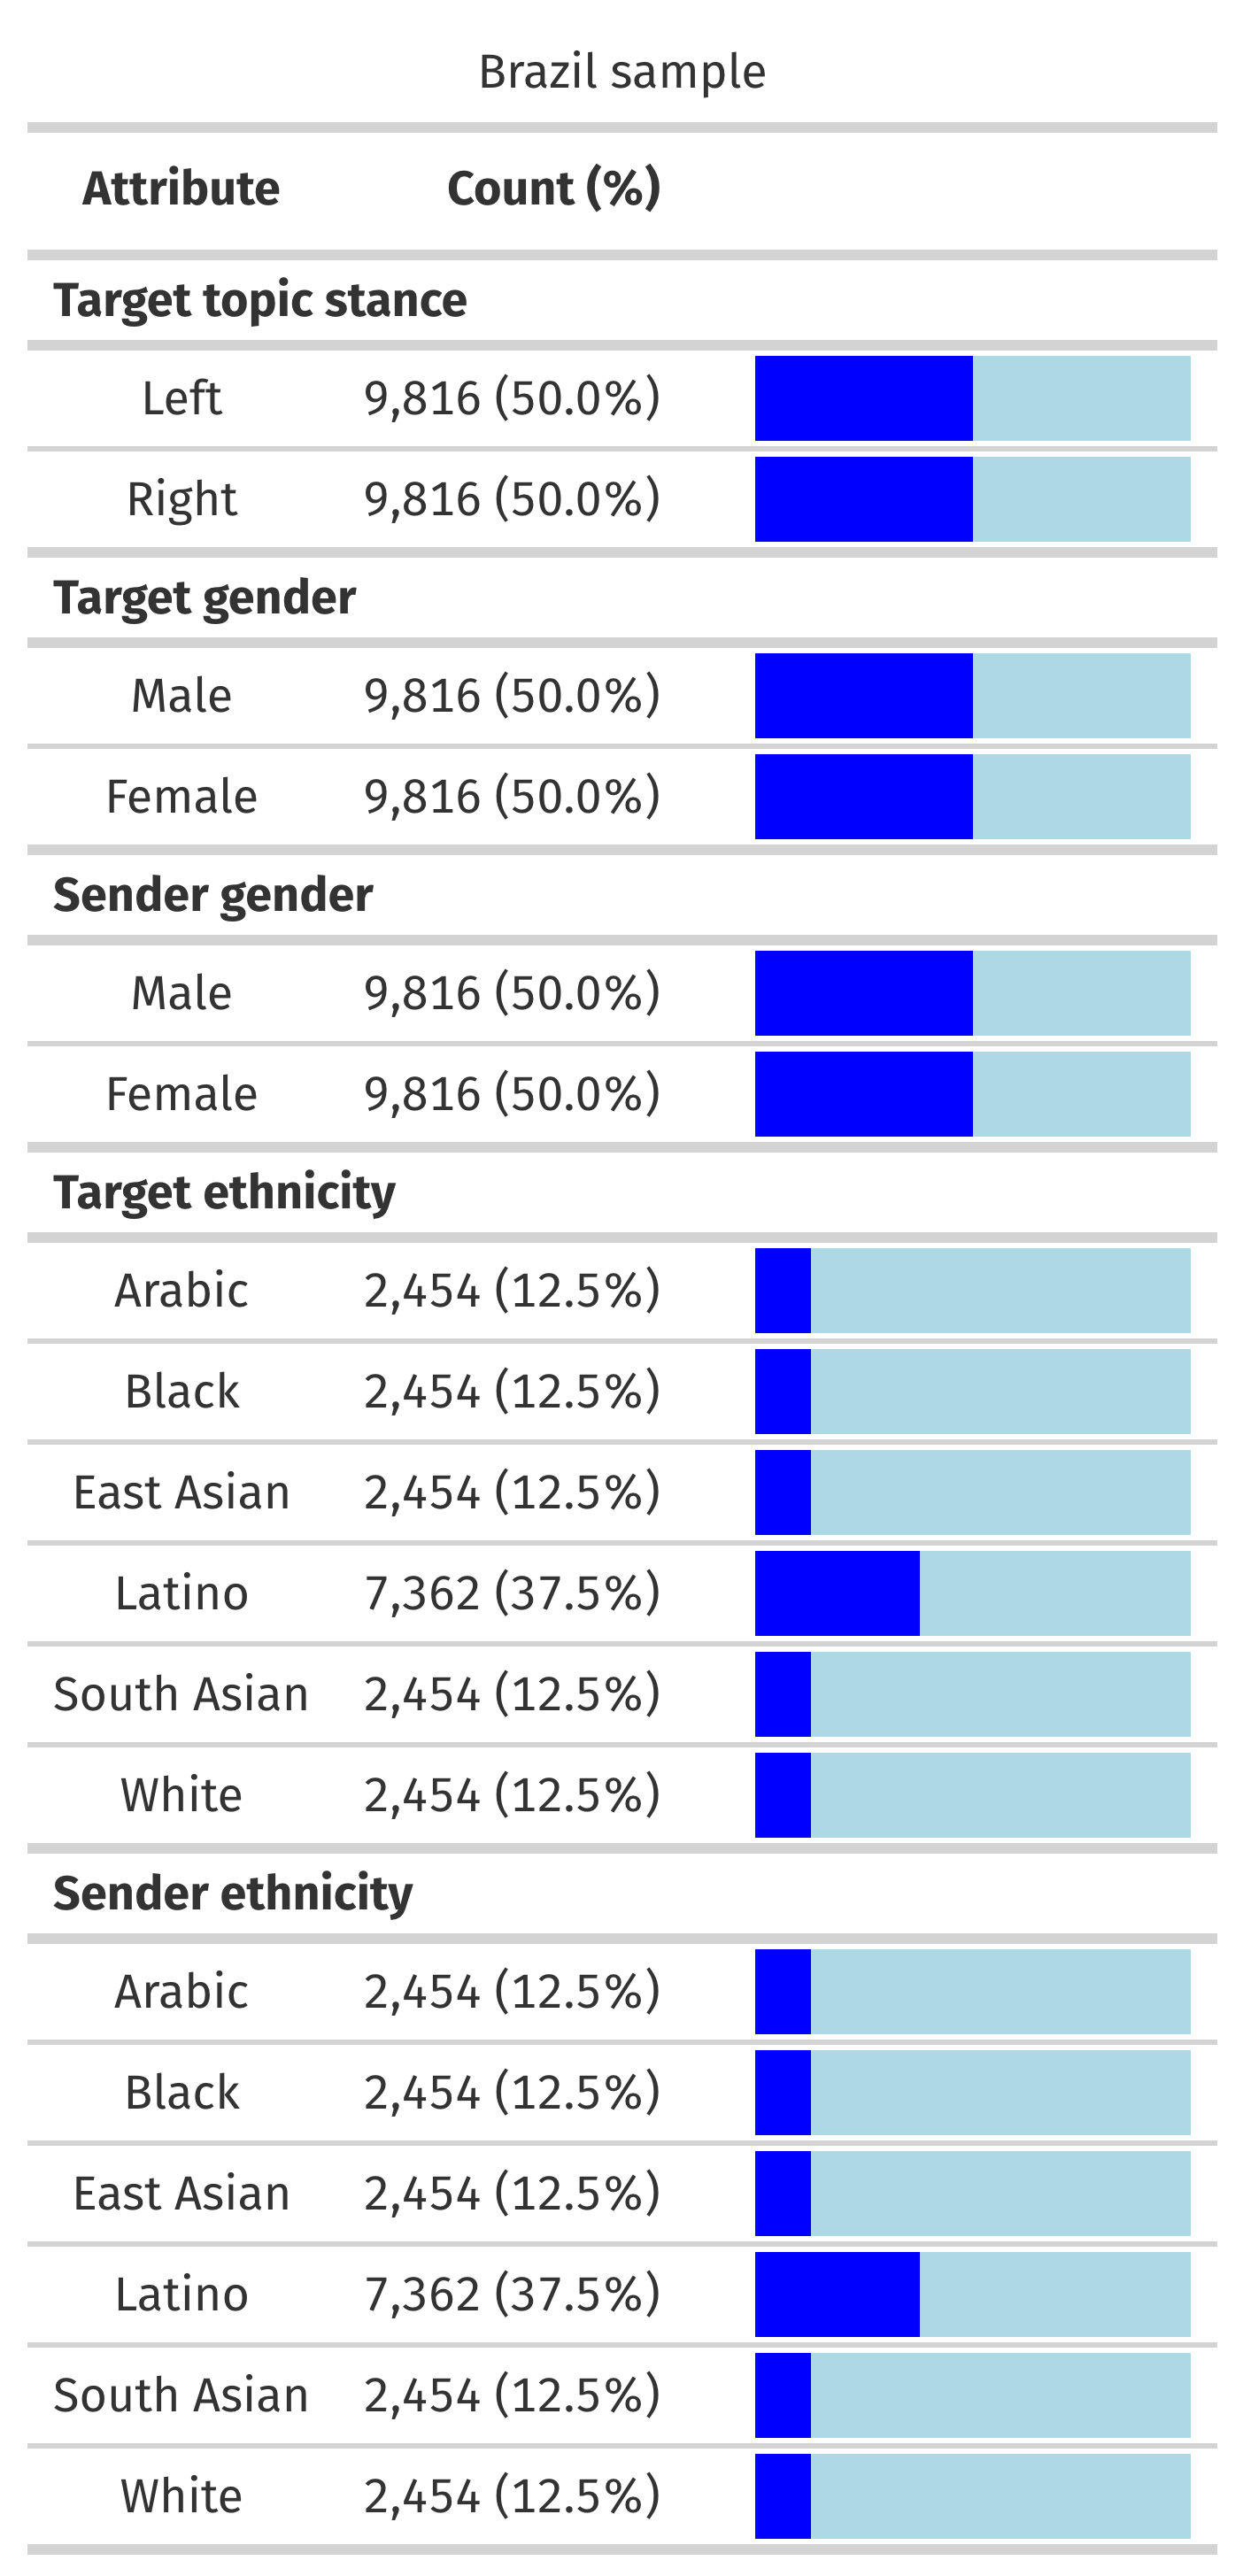 Brazil sample
Attribute Count (%)
Target topic stance
Left 9,816 (50.0%)
Right 9,816 (50.0%)
Target gender
Male 9,816 (50.0%)
Female 9,816 (50.0%)
Sender gender
Male 9,816 (50.0%)
Female 9,816 (50.0%)
Target ethnicity
Arabic 2,454 (12.5%)
Black 2,454 (12.5%)
East Asian 2,454 (12.5%)
Latino 7,362 (37.5%)
South Asian 2,454 (12.5%)
White 2,454 (12.5%)
Sender ethnicity
Arabic 2,454 (12.5%)
Black 2,454 (12.5%)
East Asian 2,454 (12.5%)
Latino 7,362 (37.5%)
South Asian 2,454 (12.5%)
White 2,454 (12.5%)